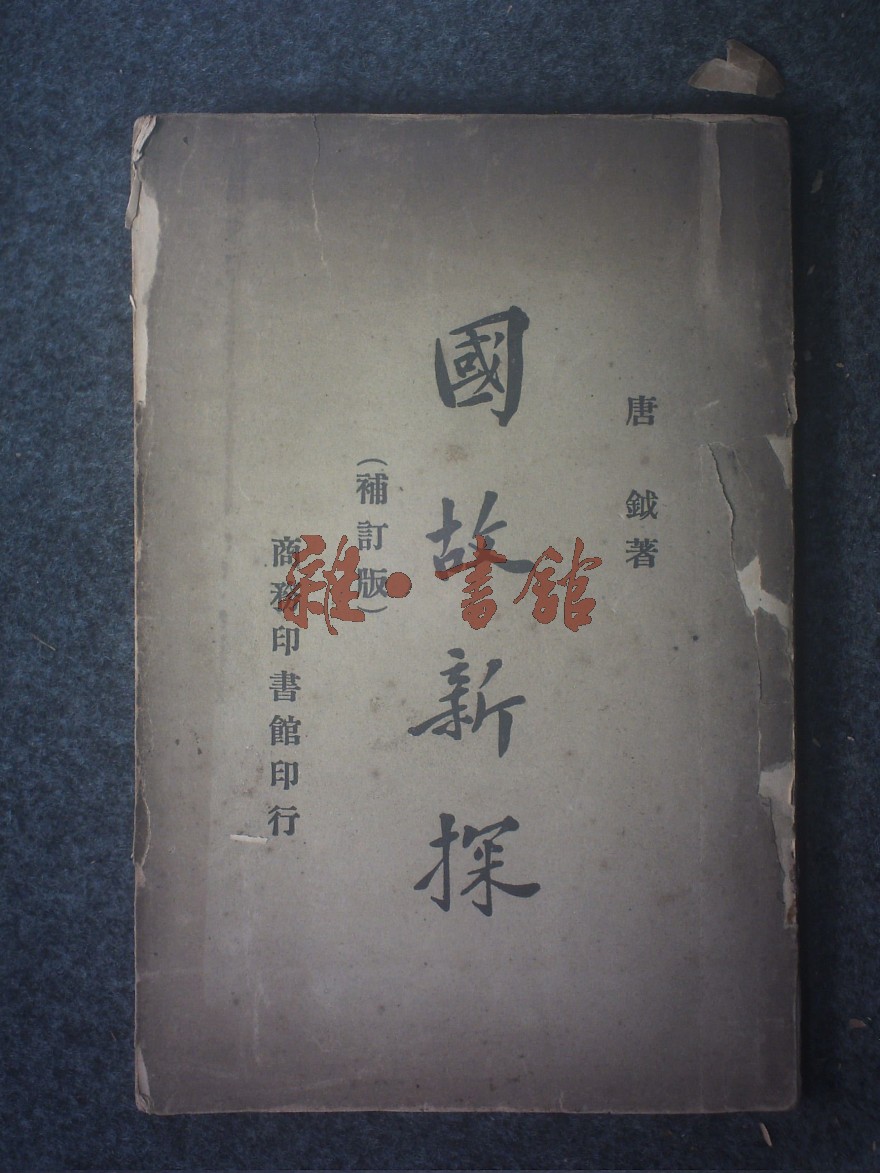 唐鉞著
國故新探
（補訂版）
商務印書館印行
雜·書館